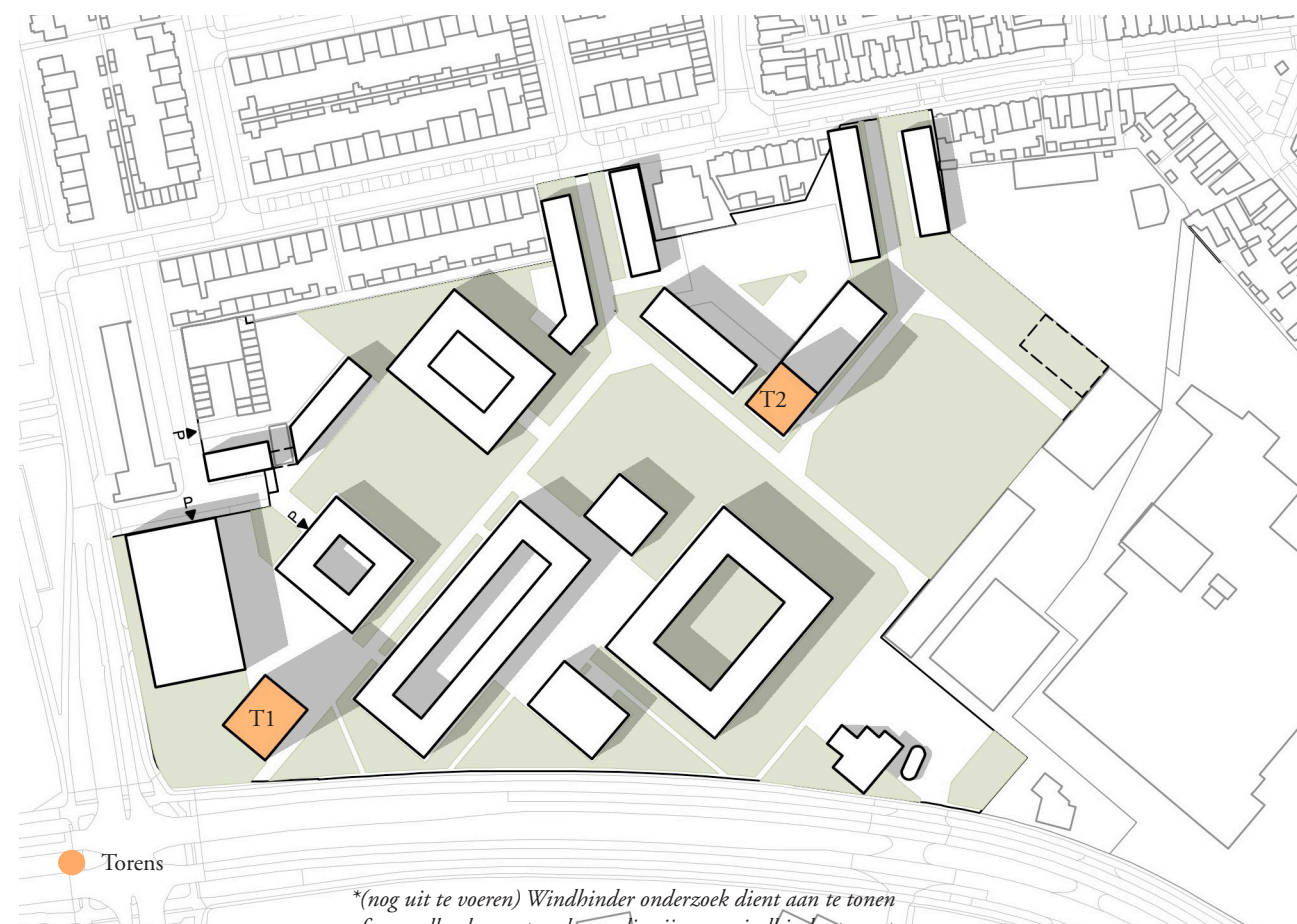 T2
P
P
P
T1
Torens
*(nog uit te voeren) Windhinder onderzoek dient aan te tonen